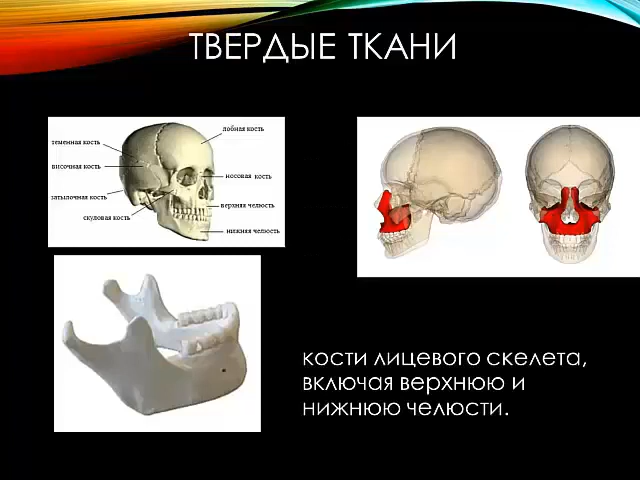 ТВЕРДЫЕ ТКАНИ
теменная кость
височная кость
затылочная кость
скуловая кость
лобная кость
носовая кость
верхняя челюсть
нижняя челюсть
кости лицевого скелета,
включая верхнюю и
нижнюю челюсти.